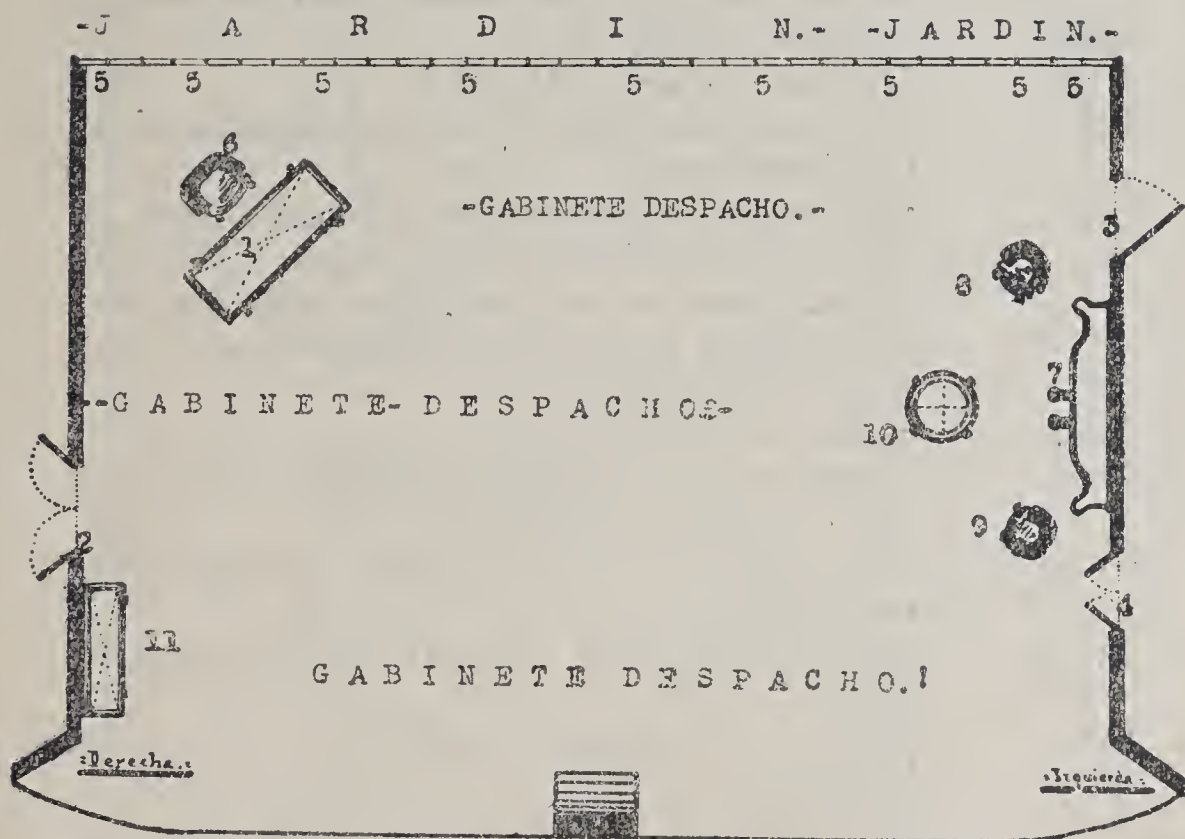 -J A R D I N.- -J A R D I N.-
5 5 5 5 5 5 5 5 5
6
1
-GABINETE DESPACHO.-
3
8
7
--G A B I N E T E- D E S P A C H O.-
10
9
2
4
11
G A B I N E T E D E S P A C H O.!
:Derecha.:
:Izquierda.: